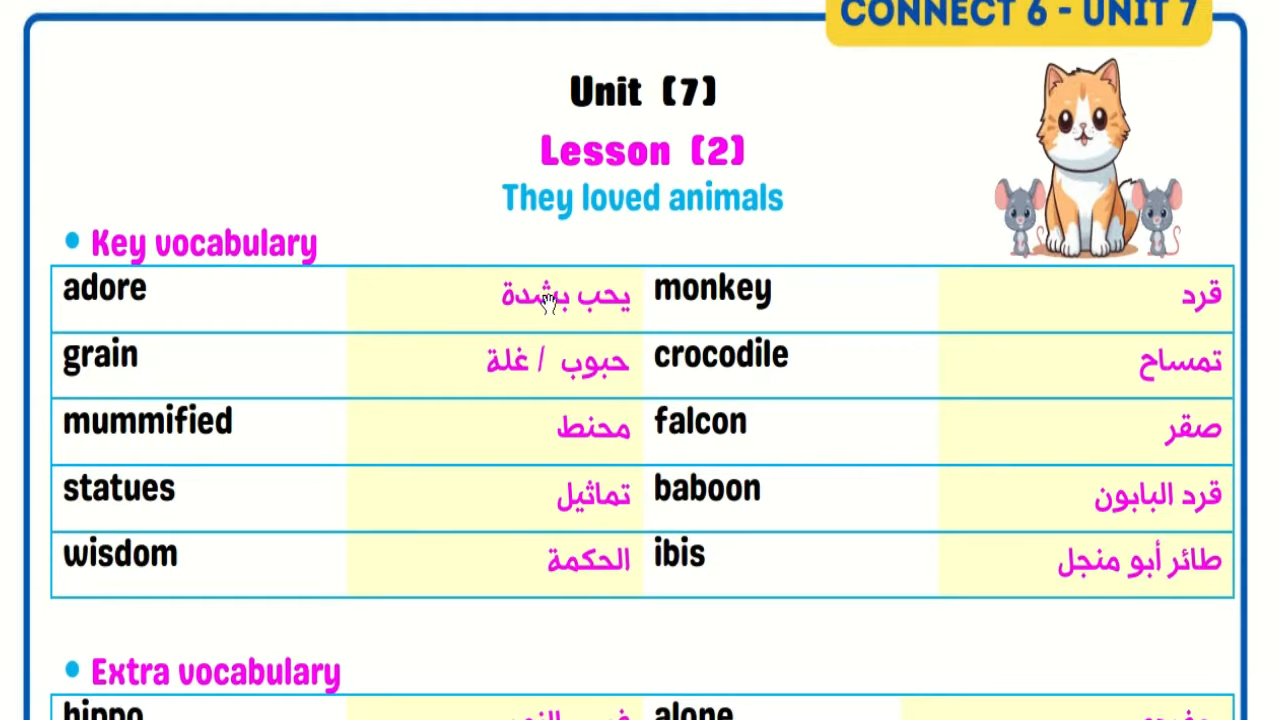 CONNECT 6 - UNIT 7
Unit (7)
Lesson (2)
They loved animals
• Key vocabulary
adore يحب بشدة monkey قرد
grain حبوب / غلة crocodile تمساح
mummified محنط falcon صقر
statues تماثيل baboon قرد البابون
wisdom الحكمة ibis طائر أبو منجل
• Extra vocabulary
hippo alone